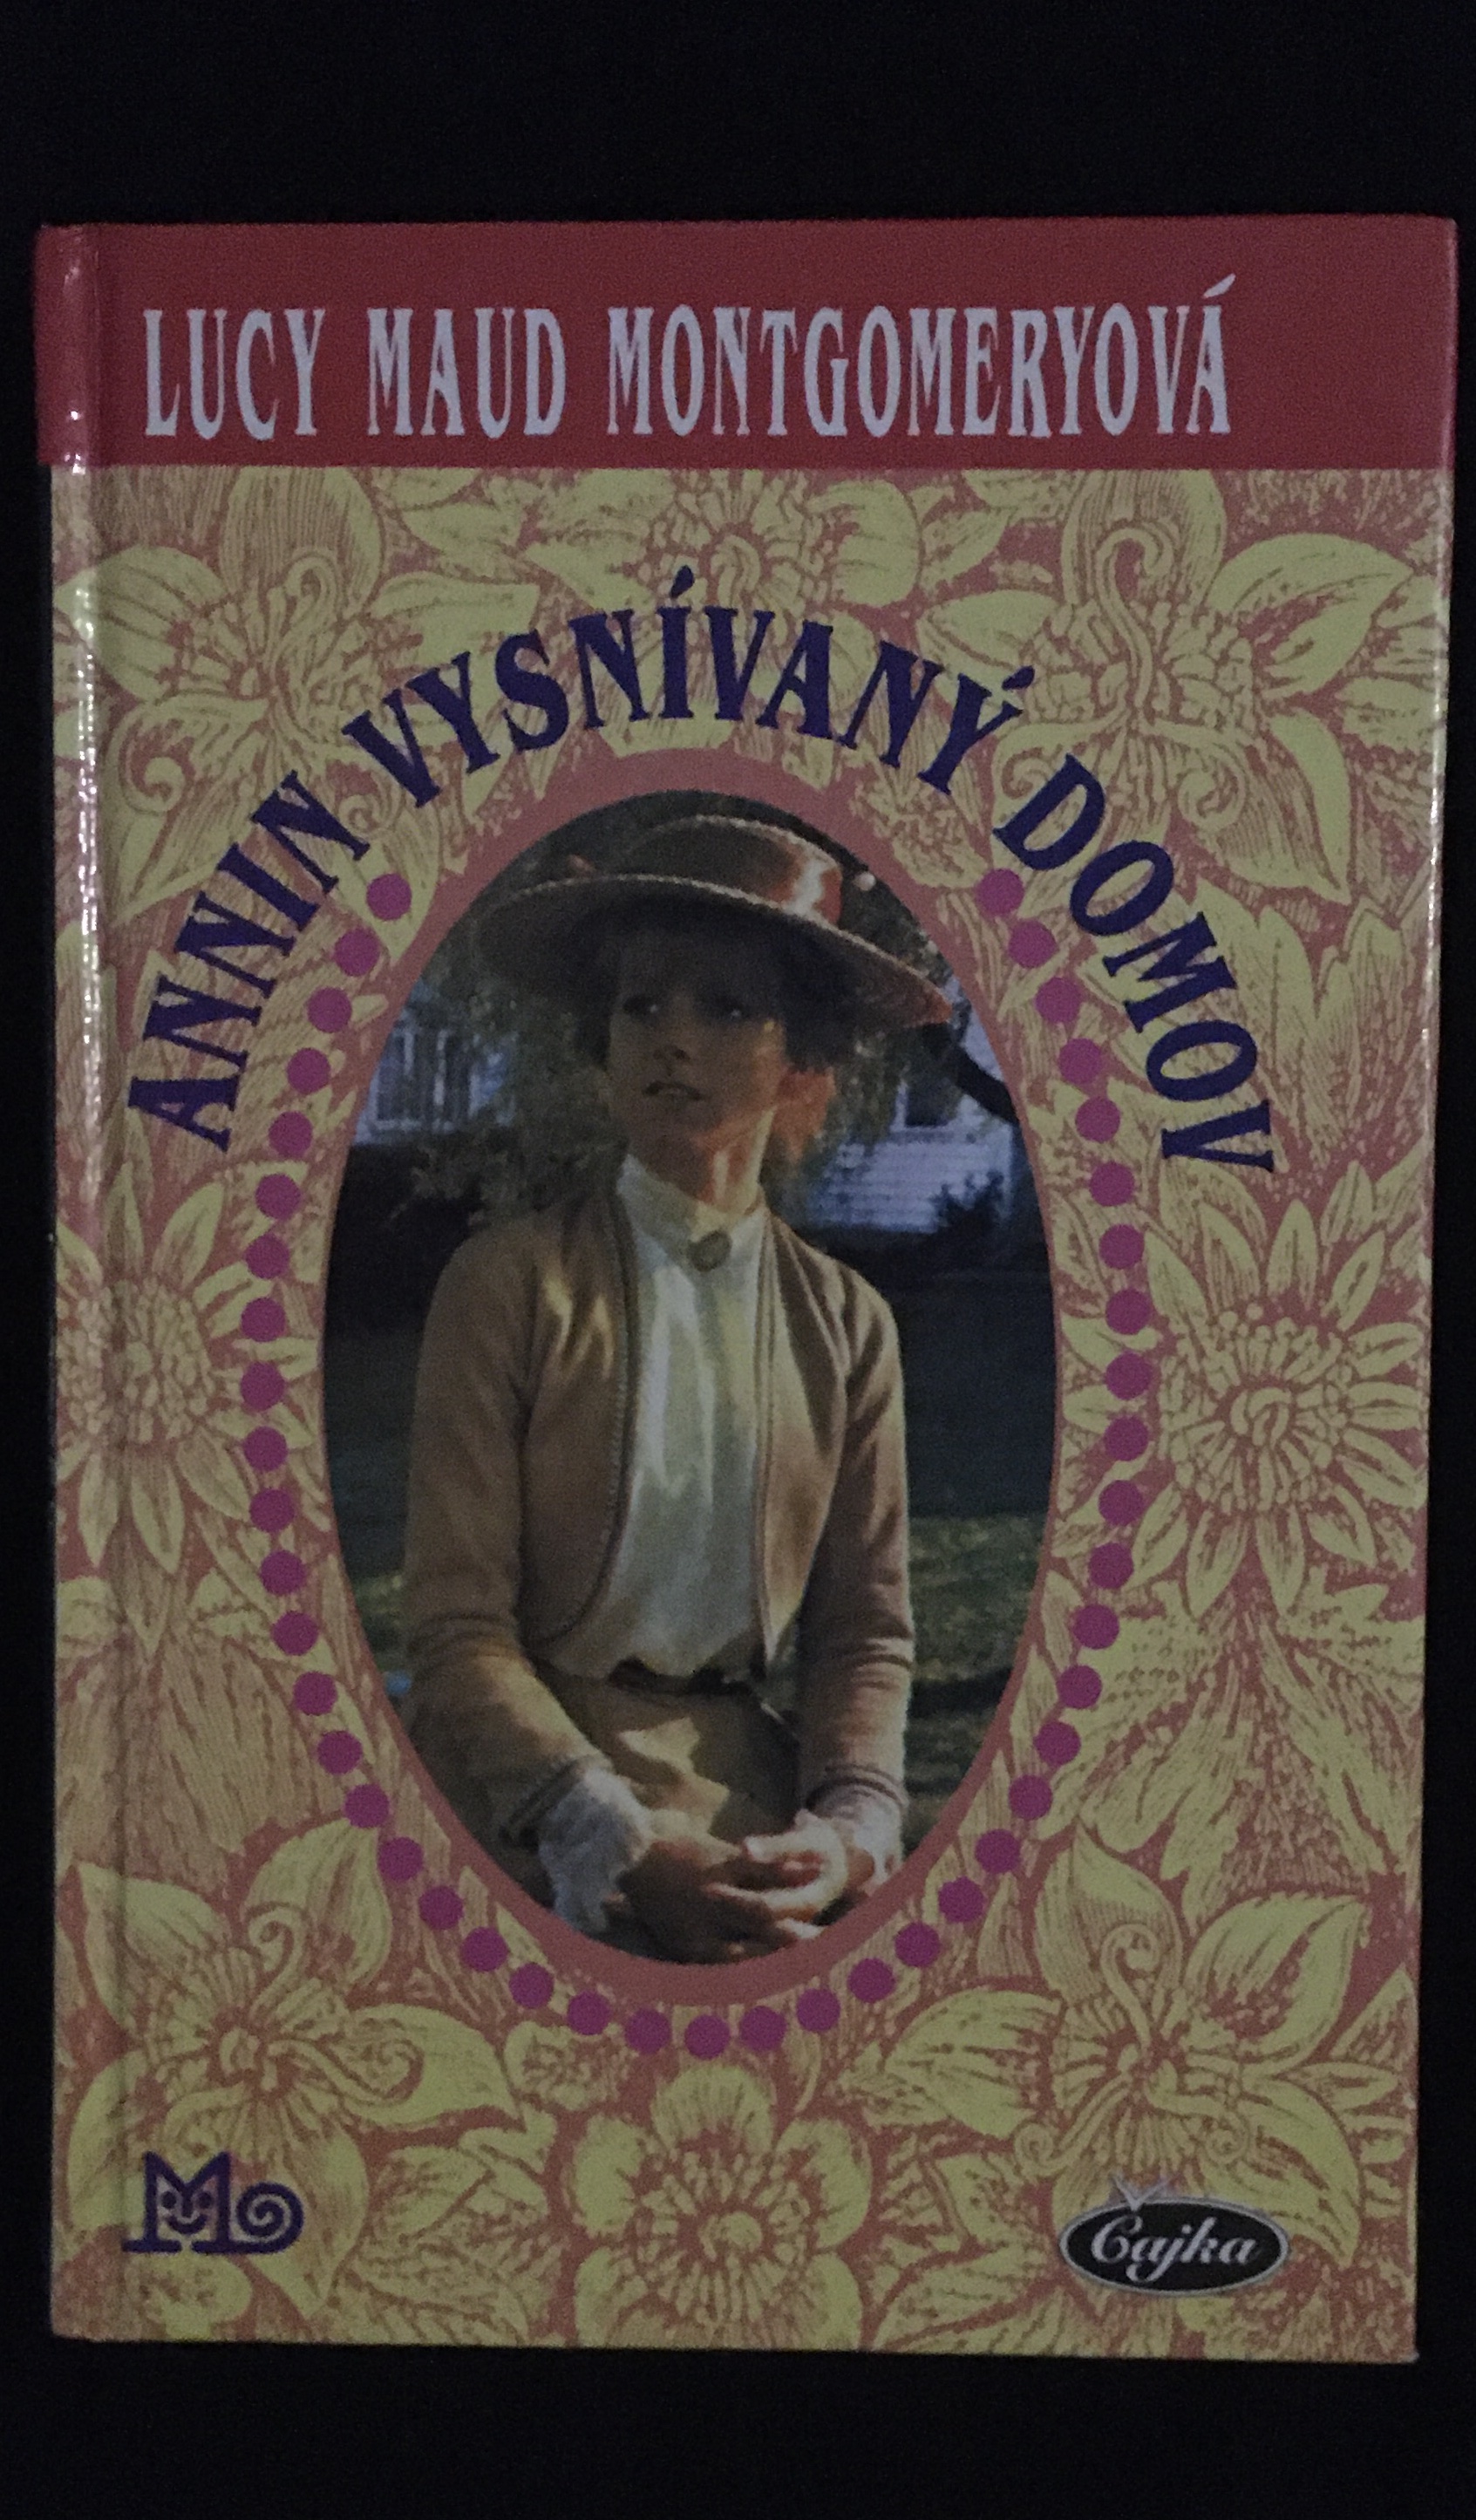 LUCY MAUD MONTGOMERYOVÁ
ANNIN VYSNÍVANÝ DOMOV
M
Čajka